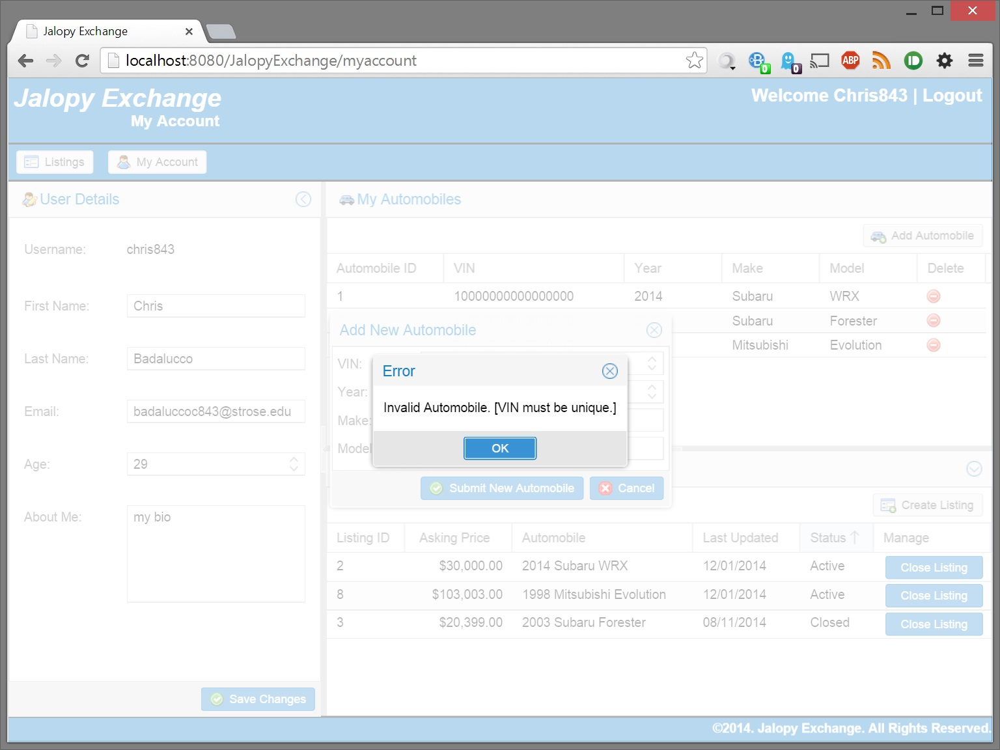 Jalopy Exchange
localhost:8080/JalopyExchange/myaccount
0
0
ABP
Jalopy Exchange
My Account
Welcome Chris843 | Logout
Listings
My Account
User Details
My Automobiles
Username: chris843
First Name: Chris
Last Name: Badalucco
Email: badaluccoc843@strose.edu
Age: 29
About Me: my bio
Save Changes
Add Automobile
Automobile ID VIN Year Make Model Delete
1 10000000000000000 2014 Subaru WRX
Subaru Forester
Mitsubishi Evolution
Add New Automobile
VIN:
Year:
Make:
Model
Error
Invalid Automobile. [VIN must be unique.]
OK
Submit New Automobile
Cancel
Create Listing
Listing ID Asking Price Automobile Last Updated Status Manage
2 $30,000.00 2014 Subaru WRX 12/01/2014 Active Close Listing
8 $103,003.00 1998 Mitsubishi Evolution 12/01/2014 Active Close Listing
3 $20,399.00 2003 Subaru Forester 08/11/2014 Closed Close Listing
©2014. Jalopy Exchange. All Rights Reserved.